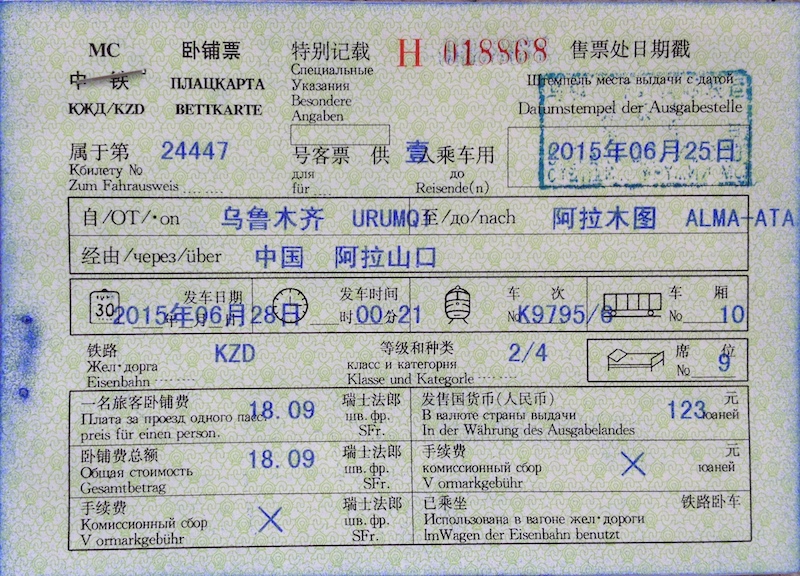 MC 卧铺票 特别记载 H 018868 售票处日期戳
中 铁 ПЛАЦКАРТА Специальные Штемпель места выдачи с датой
ҚЖД/KZD BETTKARTE Указания Datumstempel der Ausgabestelle
Besondere
Angaben
属于第 24447 号客票 供 壹 人乘车用 2015年06月25日
Кбилету № для до
Zum Fahrausweis für Reisende(n)
自/OT/·on 乌鲁木齐 URUMQI 至/до/nach 阿拉木图 ALMA-ATA
经由/через/über 中国 阿拉山口
发车日期 发车时间 车 次 车 厢
30 2015年06月28日 年 月 日 时 00 21 分 № K9795/6 № 10
铁路 KZD 等级和种类 2/4 席 位
Жел·дорга класс и категорня № 9
Eisenbahn Klasse und Kategorle
一名旅客卧铺费 18.09 瑞士法郎 发售国货币(人民币) 123 元
Плата за проезд одного пасс. шв. фр. В валюте страны выдачи юаней
preis für einen person. SFr. In der Währung des Ausgabelandes
卧铺费总额 18.09 瑞士法郎 手续费 X 元
Общая стоимость шв. фр. комиссионный сбор юаней
Gesamtbetrag SFr. V ormarkgebühr
手续费 X 瑞士法郎 已乘坐 铁路卧车
Комиссионный сбор шв. фр. Использована в вагоне жел·дороги
V ormarkgebühr SFr. lmWagen der Eisenbahn benutzt